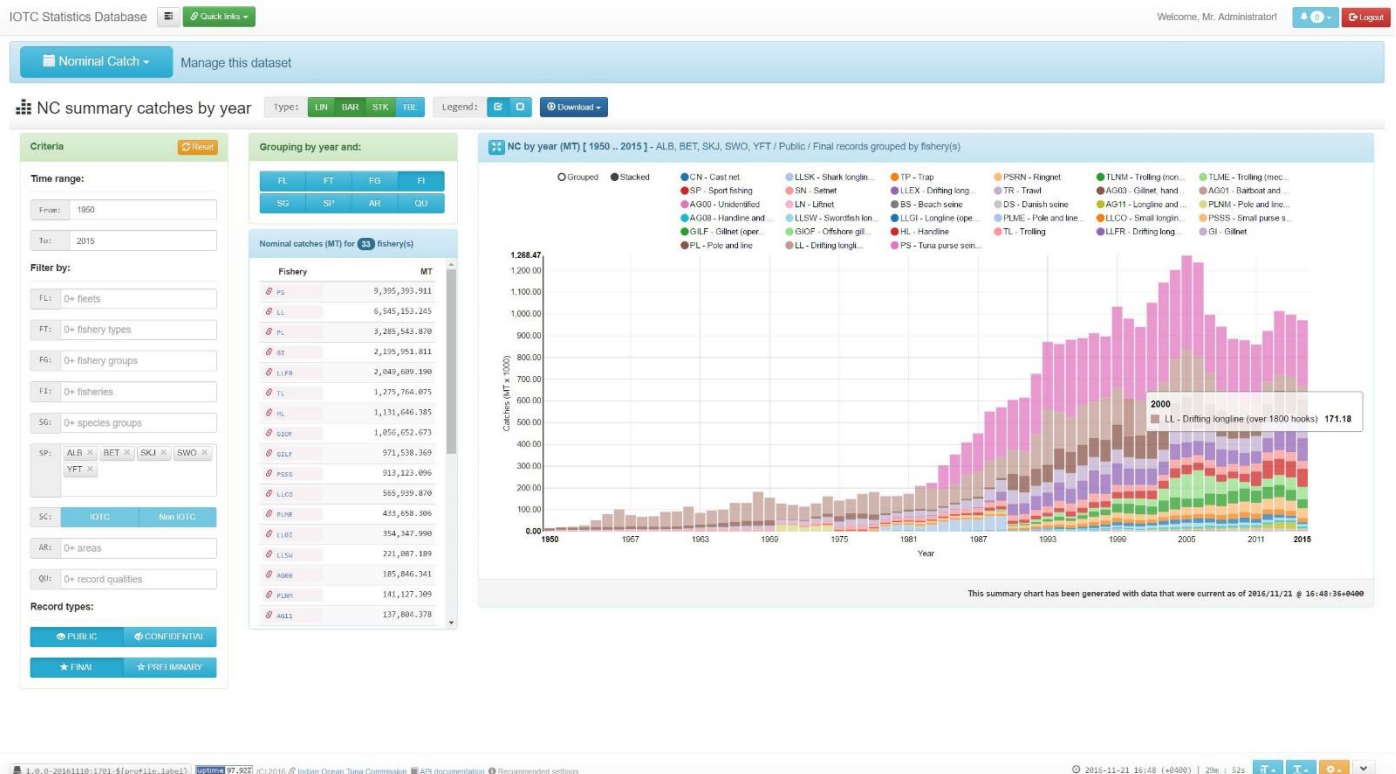 IOTC Statistics Database Quick links Welcome, Mr. Administrator! 0 Logout
Nominal Catch Manage this dataset
NC summary catches by year Type: LIN BAR STK TBL Legend: Download
Criteria Reset
Time range:
From: 1950
To: 2015
Filter by:
FL: 0+ fleets
FT: 0+ fishery types
FG: 0+ fishery groups
FI: 0+ fisheries
SG: 0+ species groups
SP: ALB × BET × SKJ × SWO ×
YFT ×
SC: IOTC Non IOTC
AR: 0+ areas
QU: 0+ record qualities
Record types:
PUBLIC CONFIDENTIAL
FINAL PRELIMINARY
Grouping by year and:
FL FT FG FI
SG SP AR QU
Nominal catches (MT) for 33 fishery(s)
Fishery MT
PS 9,395,393.911
LL 6,545,153.245
PL 3,285,543.870
GI 2,195,951.811
LLFR 2,049,609.190
TL 1,275,764.075
HL 1,131,646.385
GIOF 1,056,652.673
GILF 971,538.369
PSSS 913,123.096
LLCO 565,939.870
PLME 433,658.306
LLGI 354,347.990
LLSW 221,087.189
AG08 185,846.341
PLNM 141,127.309
AG11 137,804.378
NC by year (MT) [ 1950 .. 2015 ] - ALB, BET, SKJ, SWO, YFT / Public / Final records grouped by fishery(s)
Grouped Stacked CN - Cast net LLSK - Shark longlin... TP - Trap PSRN - Ringnet TLNM - Trolling (non... TLME - Trolling (mec...
SP - Sport fishing SN - Setnet LLEX - Drifting long... TR - Trawl AG03 - Gillnet, hand... AG01 - Baitboat and ...
AG00 - Unidentified LN - Liftnet BS - Beach seine DS - Danish seine AG11 - Longline and ... PLNM - Pole and line...
AG08 - Handline and ... LLSW - Swordfish lon... LLGI - Longline (ope... PLME - Pole and line... LLCO - Small longlin... PSSS - Small purse s...
GILF - Gillnet (oper... GIOF - Offshore gill... HL - Handline TL - Trolling LLFR - Drifting long... GI - Gillnet
PL - Pole and line LL - Drifting longli... PS - Tuna purse sein...
1,268.47
1,200.00
1,100.00
1,000.00
900.00
800.00
700.00
600.00
500.00
400.00
300.00
200.00
100.00
0.00
Catches (MT x 1000)
2000
LL - Drifting longline (over 1800 hooks) 171.18
1950 1957 1963 1969 1975 1981 1987 1993 1999 2005 2011 2015
Year
This summary chart has been generated with data that were current as of 2016/11/21 @ 16:48:36+0400
1.0.0-20161110:1701-${profile.label} uptime 97.92% (C) 2016 Indian Ocean Tuna Commission API documentation Recommended settings 2016-11-21 16:48 (+0400) | 29m : 52s